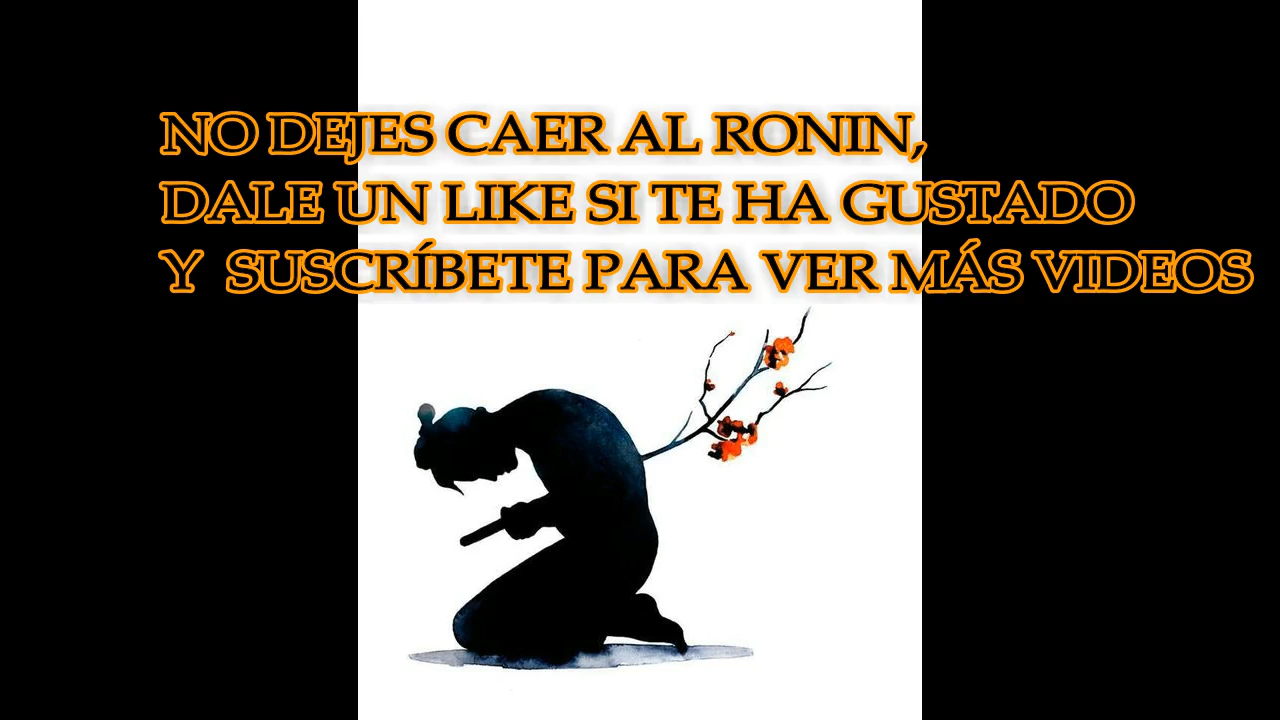 NO DEJES CAER AL RONIN,
DALE UN LIKE SI TE HA GUSTADO
Y SUSCRÍBETE PARA VER MÁS VIDEOS